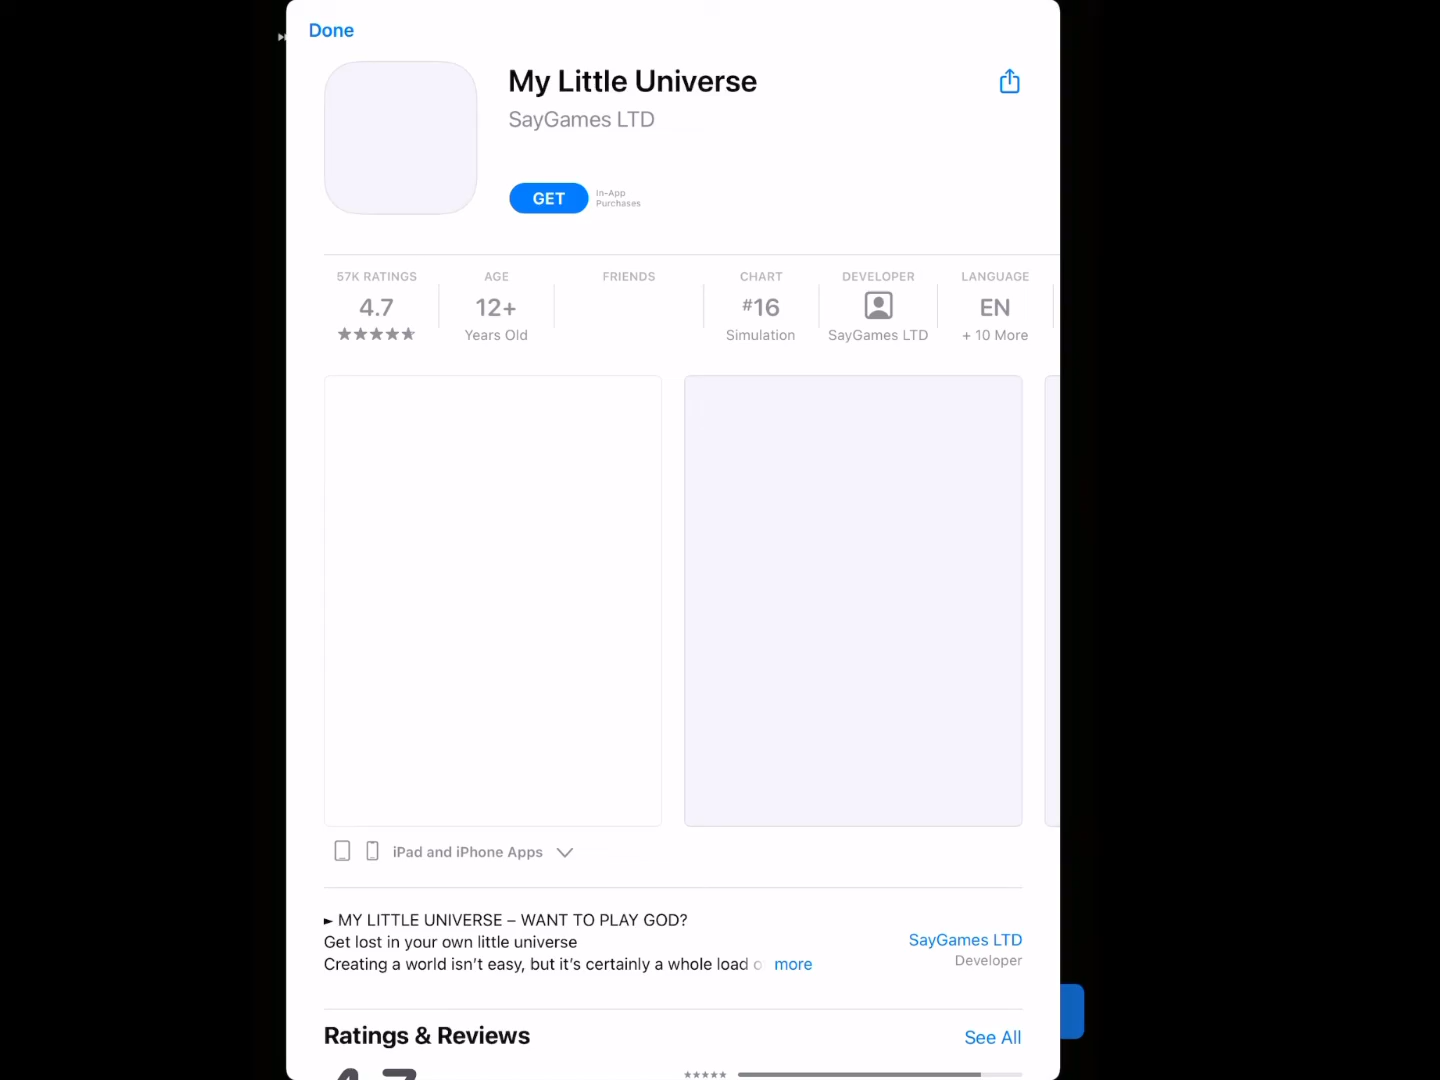 Done
My Little Universe
SayGames LTD
GET
In-App
Purchases
57K RATINGS
4.7
AGE
12+
Years Old
FRIENDS
CHART
#16
Simulation
DEVELOPER
SayGames LTD
LANGUAGE
EN
+ 10 More
iPad and iPhone Apps
► MY LITTLE UNIVERSE – WANT TO PLAY GOD?
Get lost in your own little universe
Creating a world isn't easy, but it's certainly a whole load more
SayGames LTD
Developer
Ratings & Reviews
See All
4.7